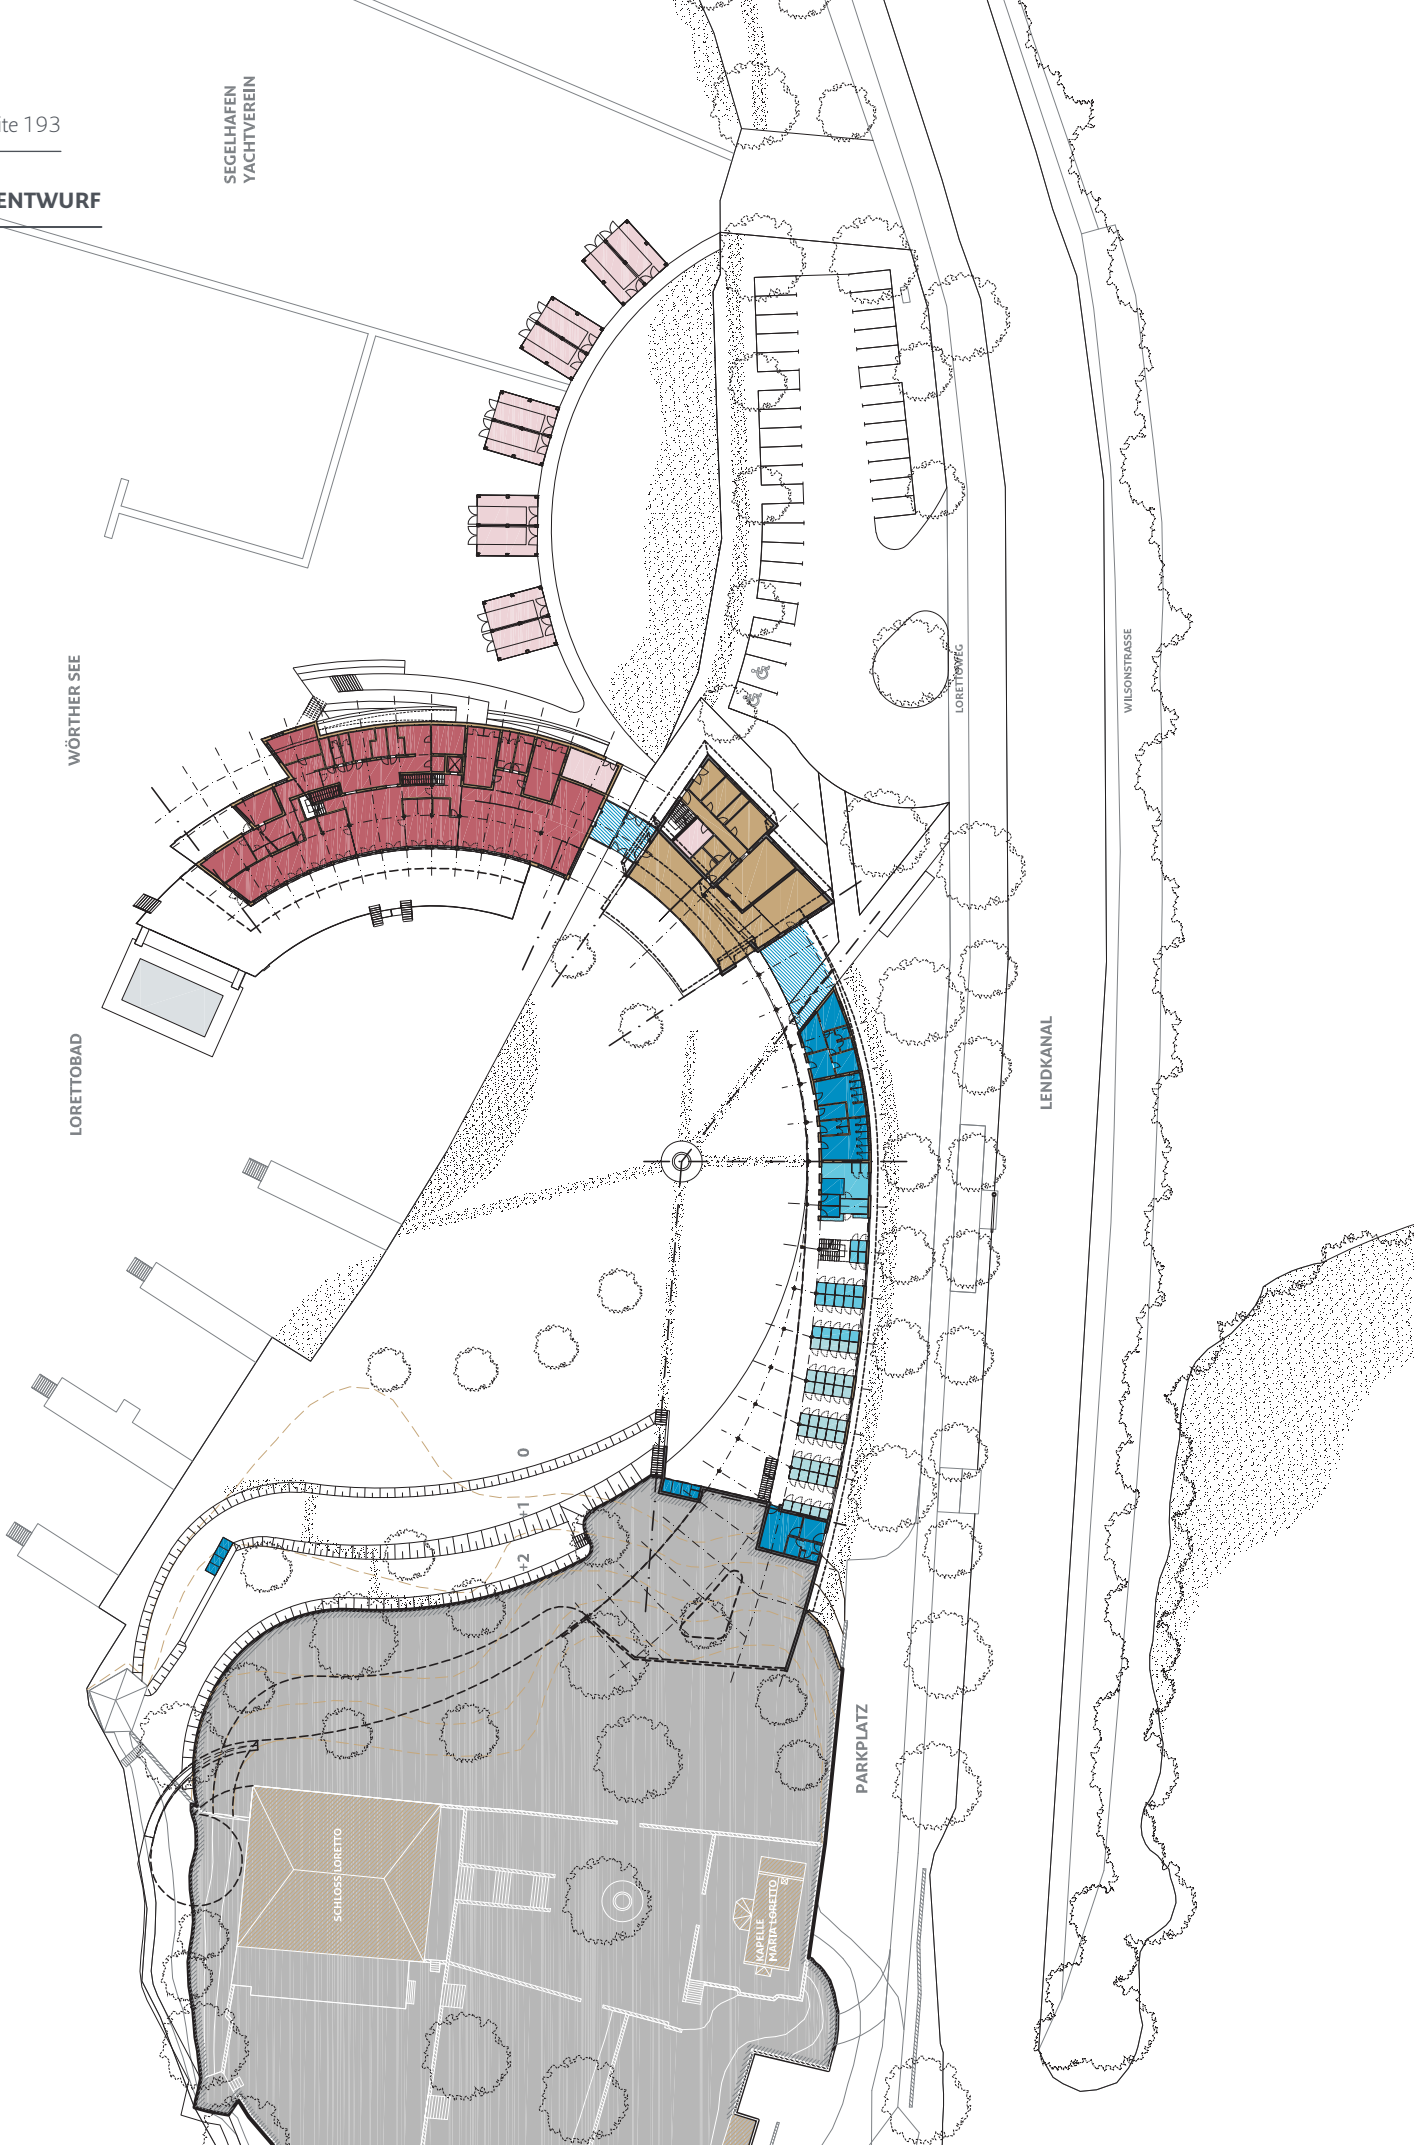 ite 193
ENTWURF
SEGELHAFEN
YACHTVEREIN
WÖRTHER SEE
LORETTOWEG
WILSONSTRASSE
LORETTOBAD
LENDKANAL
0
+1
+2
PARKPLATZ
SCHLOSS LORETTO
KAPELLE
MARIA LORETTO